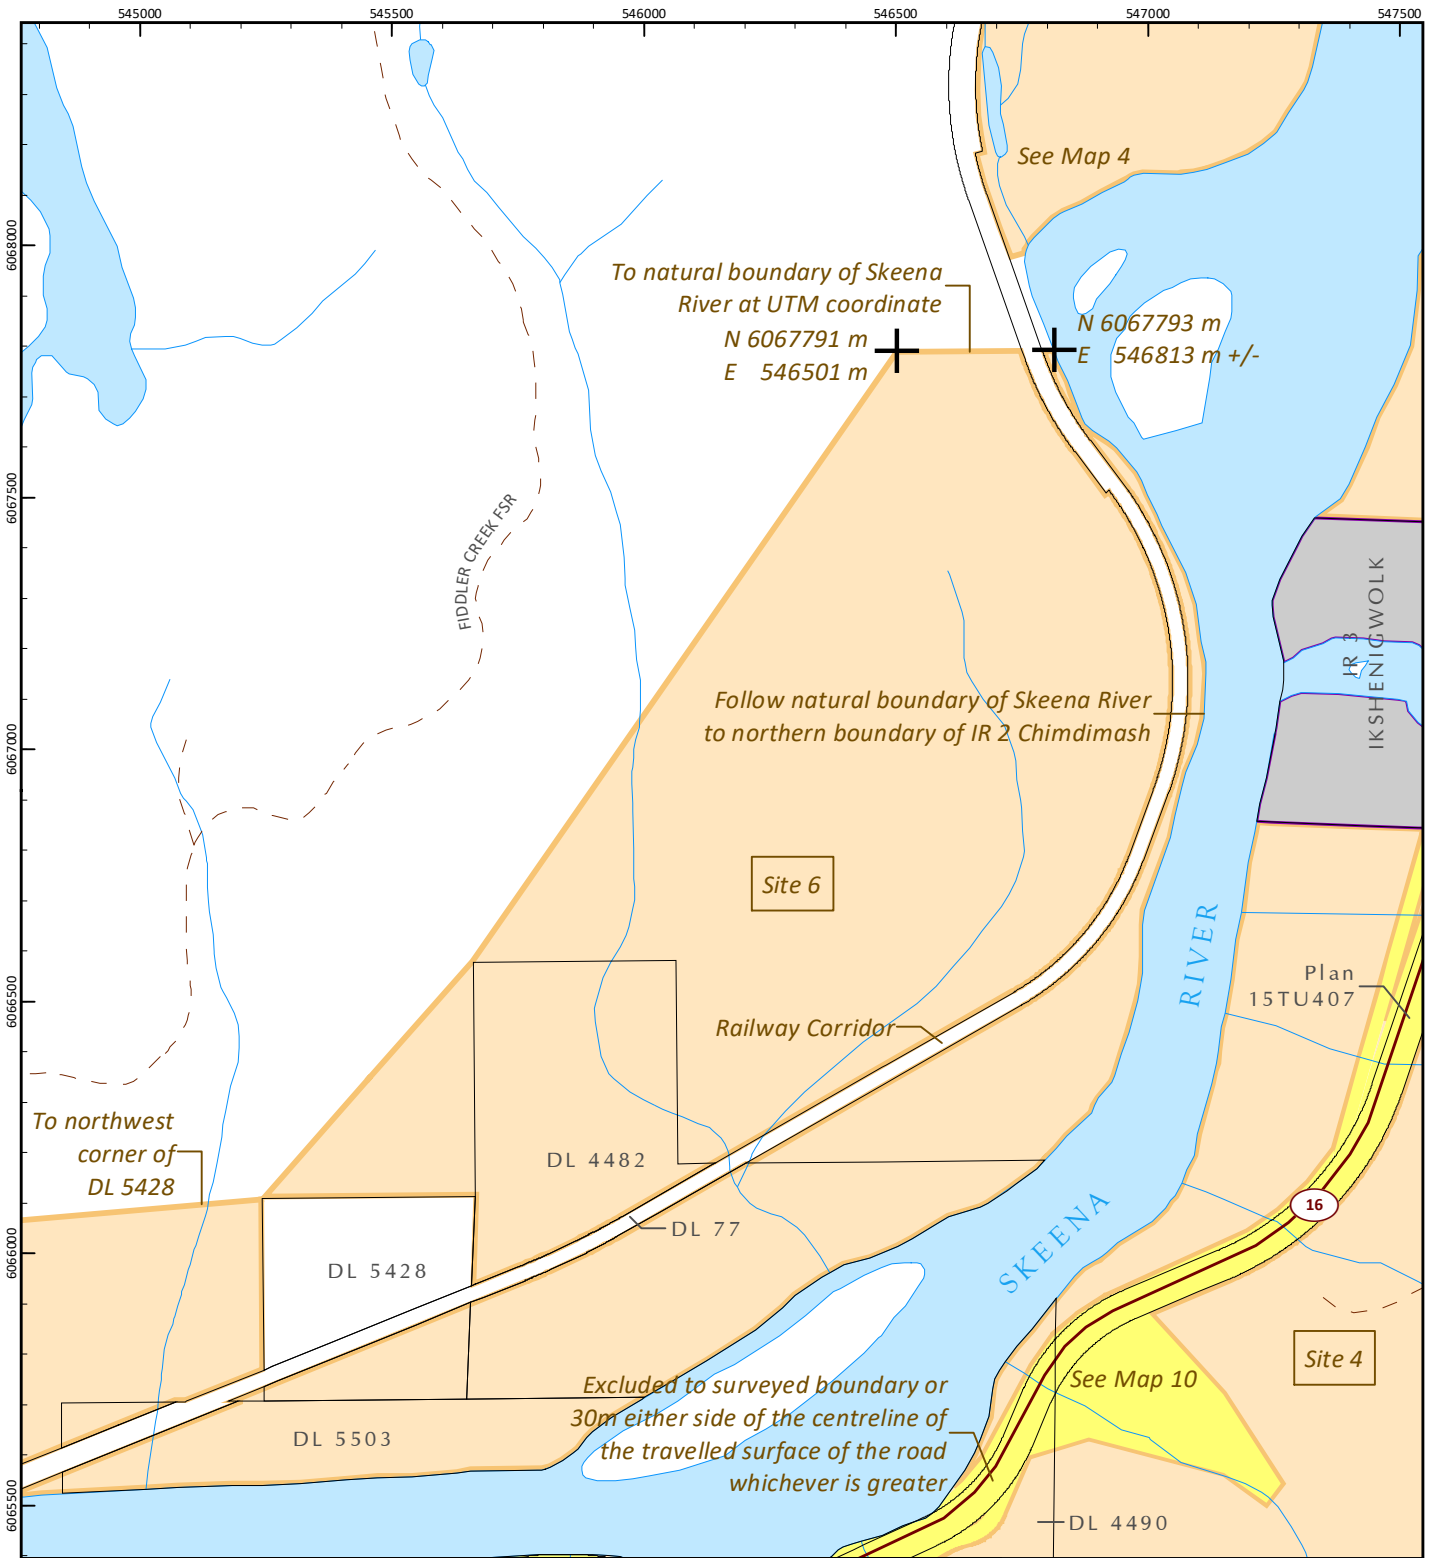 545000
545500
546000
546500
547000
547500
6068000
6067500
6067000
6066500
6066000
6065500
See Map 4
To natural boundary of Skeena
River at UTM coordinate
N 6067791 m
E 546501 m
N 6067793 m
E 546813 m +/-
FIDDLER CREEK FSR
IR 3
IKSHENIGWOLK
Follow natural boundary of Skeena River
to northern boundary of IR 2 Chimdimash
Site 6
RIVER
Plan
15TU407
Railway Corridor
To northwest
corner of
DL 5428
DL 4482
DL 77
DL 5428
SKEENA
16
Site 4
See Map 10
Excluded to surveyed boundary or
30m either side of the centreline of
the travelled surface of the road
whichever is greater
DL 5503
DL 4490